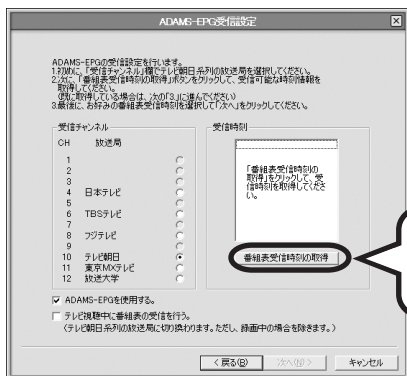 ADAMS-EPG受信設定
ADAMS-EPGの受信設定を行います。
1.初めに、「受信チャンネル」欄でテレビ朝日系列の放送局を選択してください。
2.次に、「番組表受信時刻の取得」ボタンをクリックして、受信可能な時刻情報を
取得してください。
(既に取得している場合は、次の「3」に進んでください)
3.最後に、お好みの番組表受信時刻を選択して「次へ」をクリックしてください。
受信チャンネル
CH 放送局
1
2
3
4 日本テレビ
5
6 TBSテレビ
7
8 フジテレビ
9
10 テレビ朝日
11 東京MXテレビ
12 放送大学
受信時刻
「番組表受信時刻の
取得」をクリックして、受
信時刻を取得してくださ
い。
番組表受信時刻の取得
ADAMS-EPGを使用する。
テレビ視聴中に番組表の受信を行う。
(テレビ朝日系列の放送局に切り換わります。ただし、録画中の場合を除きます。)
< 戻る(B)
次へ(N) >
キャンセル